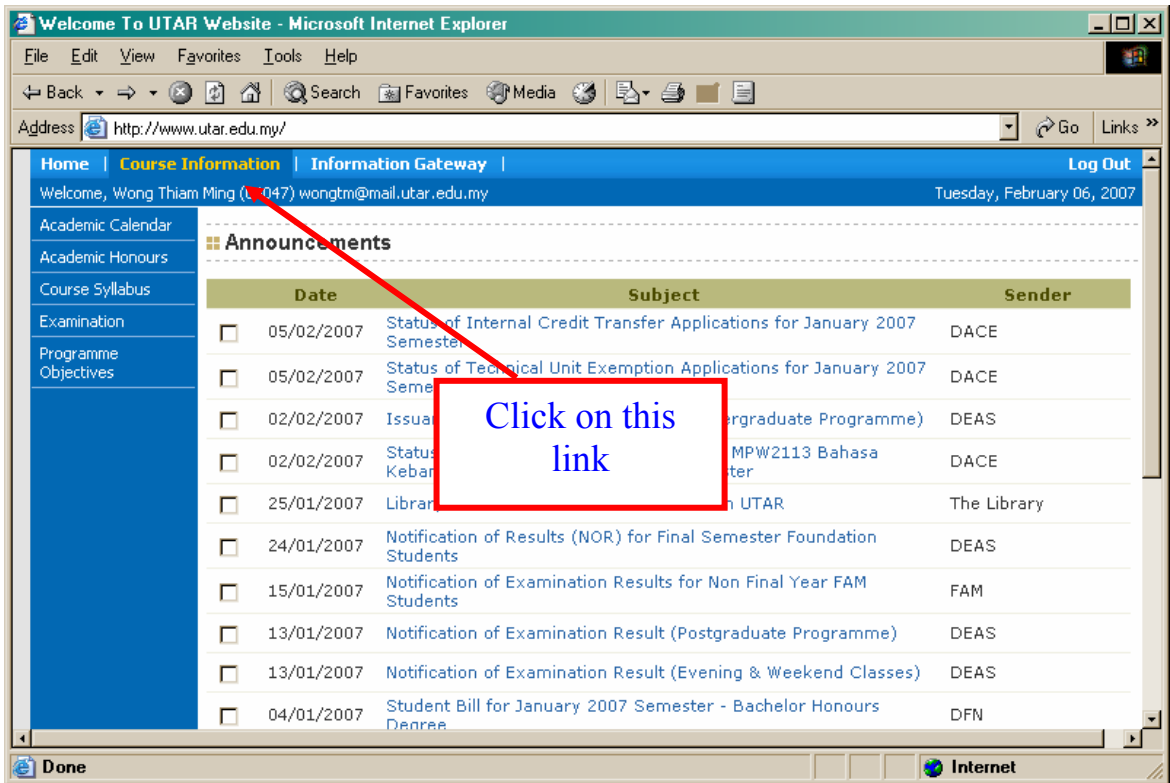 Welcome To UTAR Website - Microsoft Internet Explorer
File Edit View Favorites Tools Help
Back Search Favorites Media
Address http://www.utar.edu.my/ Go Links »
Home | Course Information | Information Gateway | Log Out
Welcome, Wong Thiam Ming ( 047) wongtm@mail.utar.edu.my Tuesday, February 06, 2007
Academic Calendar
Academic Honours
Course Syllabus
Examination
Programme
Objectives
Announcements
Date Subject Sender
05/02/2007 Status of Internal Credit Transfer Applications for January 2007
Semester DACE
05/02/2007 Status of Technical Unit Exemption Applications for January 2007
DACE
02/02/2007 Programme) DEAS
02/02/2007 Status MPW2113 Bahasa
DACE
25/01/2007 UTAR The Library
24/01/2007 Notification of Results (NOR) for Final Semester Foundation
Students DEAS
15/01/2007 Notification of Examination Results for Non Final Year FAM
Students FAM
13/01/2007 Notification of Examination Result (Postgraduate Programme) DEAS
13/01/2007 Notification of Examination Result (Evening & Weekend Classes) DEAS
04/01/2007 Student Bill for January 2007 Semester - Bachelor Honours
Degree DFN
Click on this
link
Done Internet